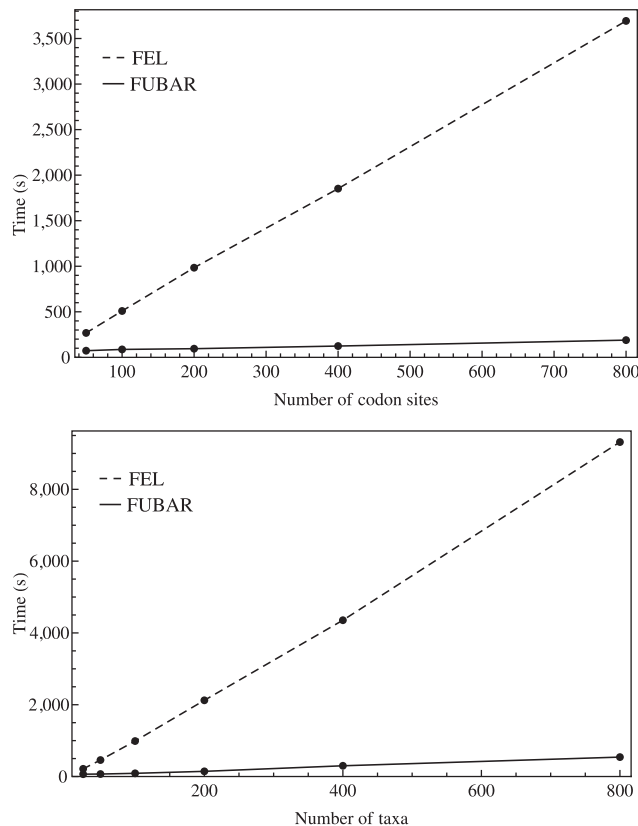 3,500
3,000
2,500
2,000
1,500
1,000
500
0
Time (s)
FEL
FUBAR
100 200 300 400 500 600 700 800
Number of codon sites
8,000
6,000
4,000
2,000
0
Time (s)
FEL
FUBAR
200 400 600 800
Number of taxa